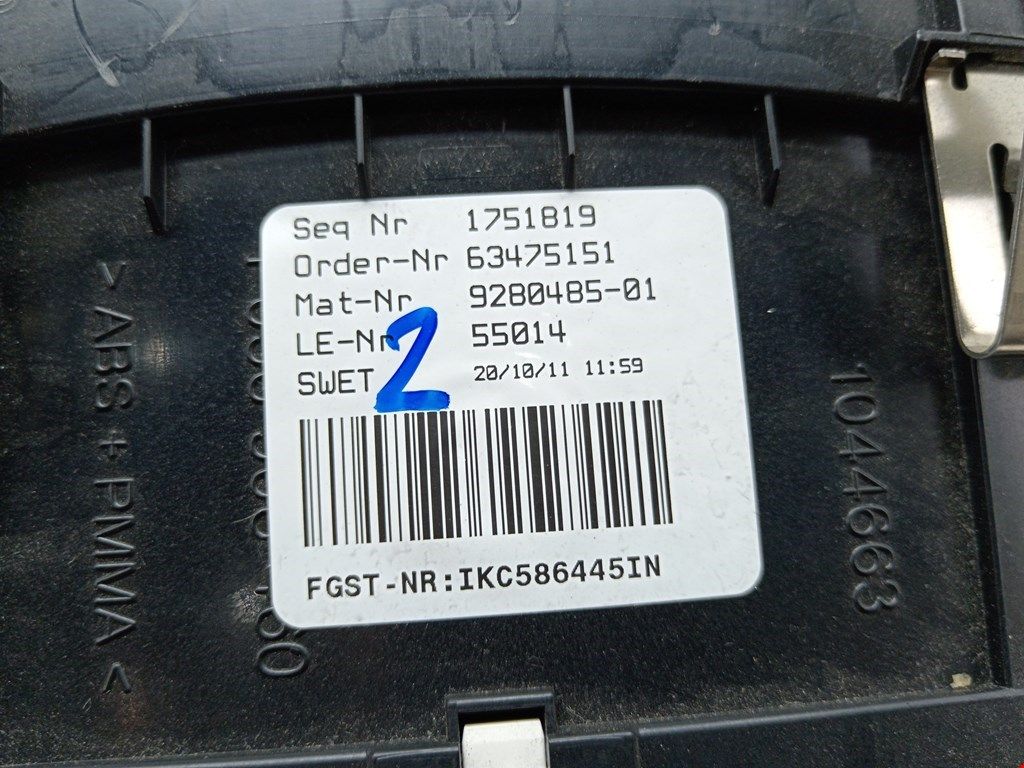 Seq Nr 1751819
Order-Nr 63475151
Mat-Nr 9280485-01
LE-Nr 55014
SWET 20/10/11 11:59
2
FGST-NR:IKC586445IN
>ABS + PMMA<
1044663